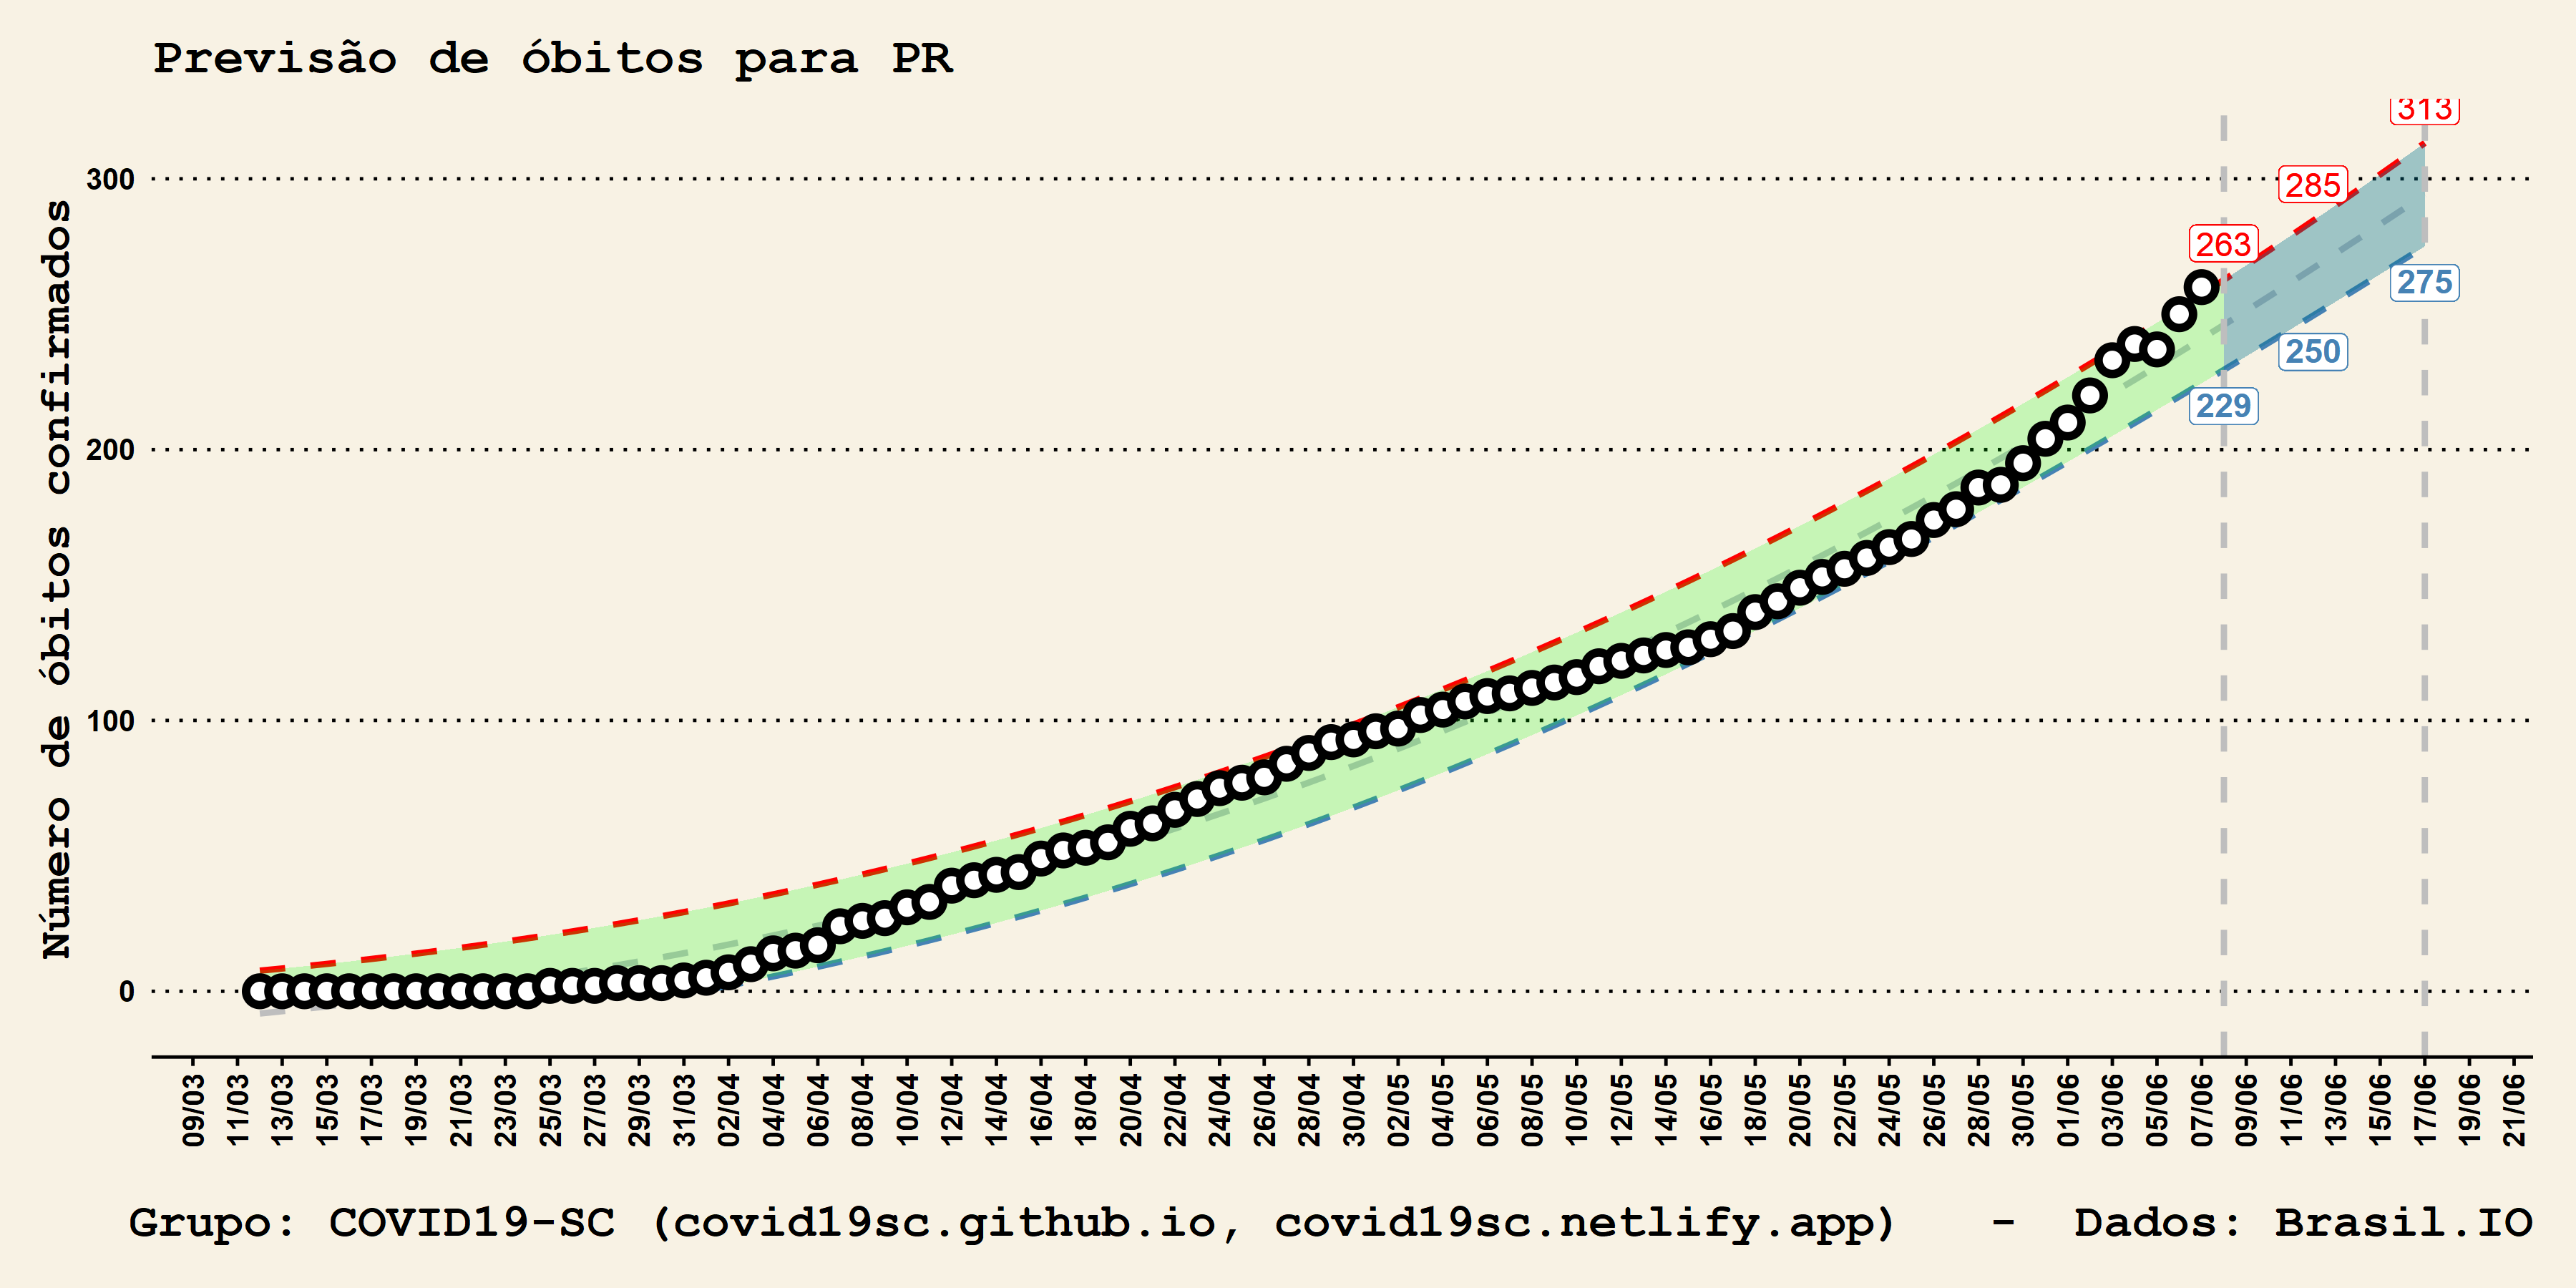 Previsão de óbitos para PR
Número de óbitos confirmados
300
200
100
0
313
285
263
275
250
229
09/03 11/03 13/03 15/03 17/03 19/03 21/03 23/03 25/03 27/03 29/03 31/03 02/04 04/04 06/04 08/04 10/04 12/04 14/04 16/04 18/04 20/04 22/04 24/04 26/04 28/04 30/04 02/05 04/05 06/05 08/05 10/05 12/05 14/05 16/05 18/05 20/05 22/05 24/05 26/05 28/05 30/05 01/06 03/06 05/06 07/06 09/06 11/06 13/06 15/06 17/06 19/06 21/06
Grupo: COVID19-SC (covid19sc.github.io, covid19sc.netlify.app) - Dados: Brasil.IO